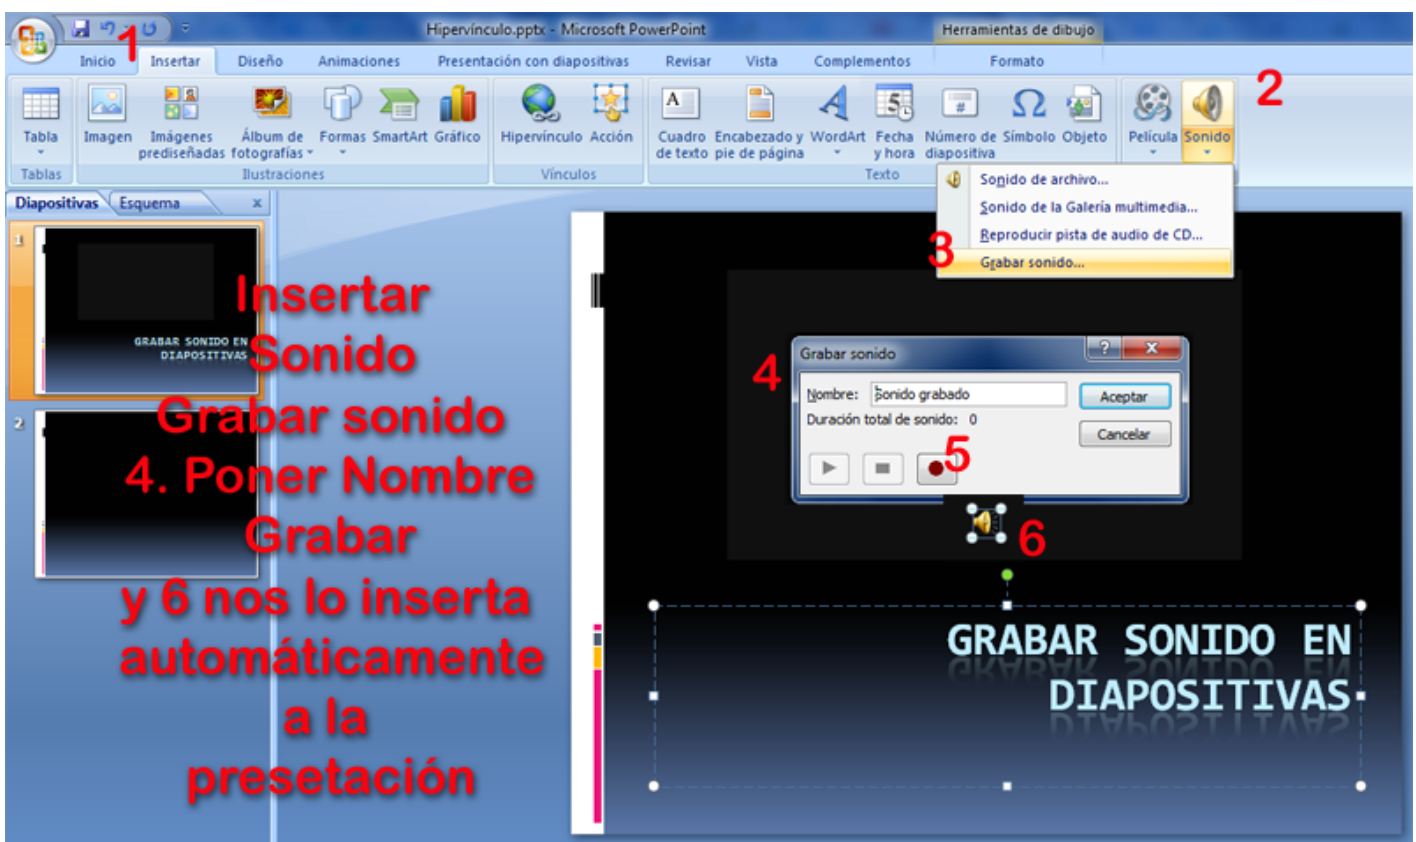 Hipervínculo.pptx - Microsoft PowerPoint
Herramientas de dibujo
1
Inicio Insertar Diseño Animaciones Presentación con diapositivas Revisar Vista Complementos Formato
2
Tabla Imagen Imágenes prediseñadas Álbum de fotografías Formas SmartArt Gráfico Hipervínculo Acción Cuadro de texto Encabezado y pie de página WordArt Fecha y hora Número de diapositiva Símbolo Objeto Película Sonido
Tablas Ilustraciones Vínculos Texto
Sonido de archivo...
Sonido de la Galería multimedia...
Reproducir pista de audio de CD...
3
Grabar sonido...
Diapositivas Esquema x
1
GRABAR SONIDO EN
DIAPOSITIVAS
2
Insertar
Sonido
Grabar sonido
4. Poner Nombre
Grabar
y 6 nos lo inserta
automáticamente
a la
presetación
4
Grabar sonido
Nombre: Sonido grabado
Aceptar
Duración total de sonido: 0
Cancelar
5
6
GRABAR SONIDO EN
DIAPOSITIVAS